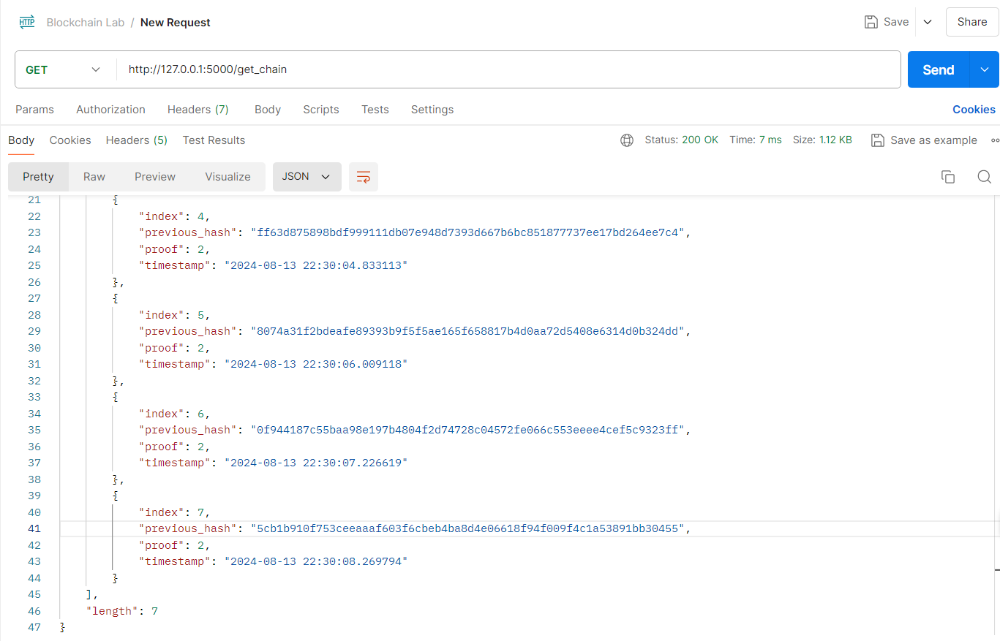 HTTP Blockchain Lab / New Request Save Share
GET http://127.0.0.1:5000/get_chain Send
Params Authorization Headers (7) Body Scripts Tests Settings Cookies
Body Cookies Headers (5) Test Results Status: 200 OK Time: 7 ms Size: 1.12 KB Save as example
Pretty Raw Preview Visualize JSON
21 {
22 "index": 4,
23 "previous_hash": "ff63d875898bdf999111db07e948d7393d667b6bc851877737ee17bd264ee7c4",
24 "proof": 2,
25 "timestamp": "2024-08-13 22:30:04.833113"
26 },
27 {
28 "index": 5,
29 "previous_hash": "8074a31f2bdeafe89393b9f5f5ae165f658817b4d0aa72d5408e6314d0b324dd",
30 "proof": 2,
31 "timestamp": "2024-08-13 22:30:06.009118"
32 },
33 {
34 "index": 6,
35 "previous_hash": "0f944187c55baa98e197b4804f2d74728c04572fe066c553eeee4cef5c9323ff",
36 "proof": 2,
37 "timestamp": "2024-08-13 22:30:07.226619"
38 },
39 {
40 "index": 7,
41 "previous_hash": "5cb1b910f753ceeaaaf603f6cbeb4ba8d4e06618f94f009f4c1a53891bb30455",
42 "proof": 2,
43 "timestamp": "2024-08-13 22:30:08.269794"
44 }
45 ],
46 "length": 7
47 }